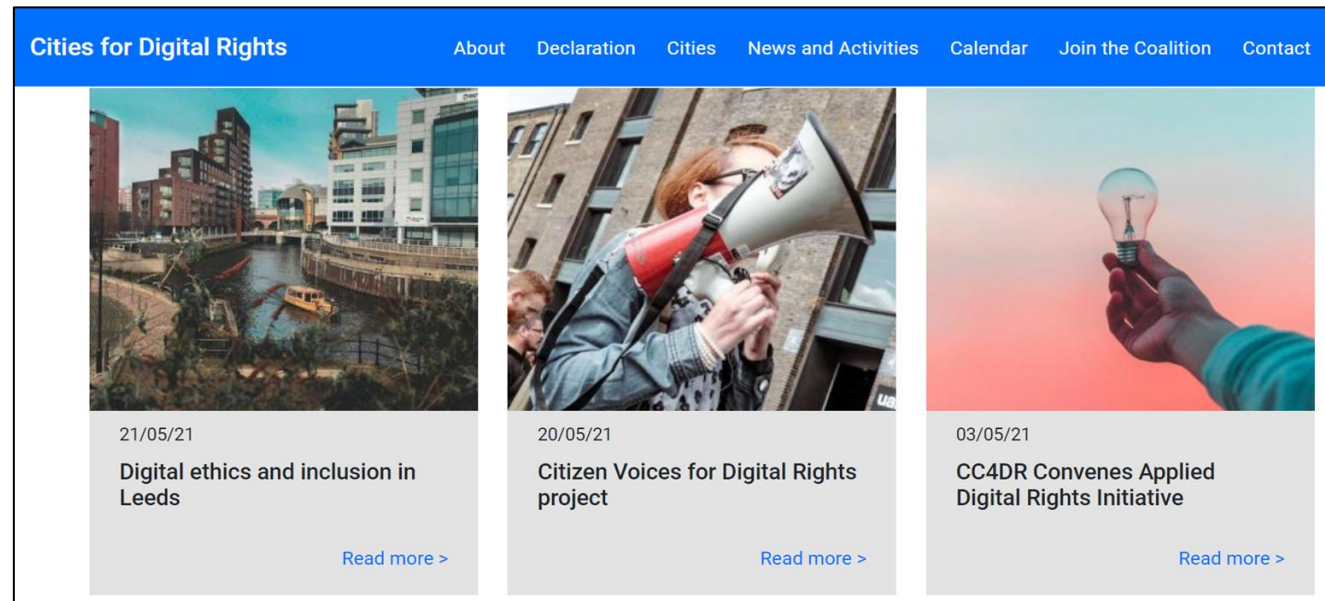 Cities for Digital Rights
About Declaration Cities News and Activities Calendar Join the Coalition Contact
21/05/21
Digital ethics and inclusion in
Leeds
Read more >
20/05/21
Citizen Voices for Digital Rights
project
Read more >
03/05/21
CC4DR Convenes Applied
Digital Rights Initiative
Read more >